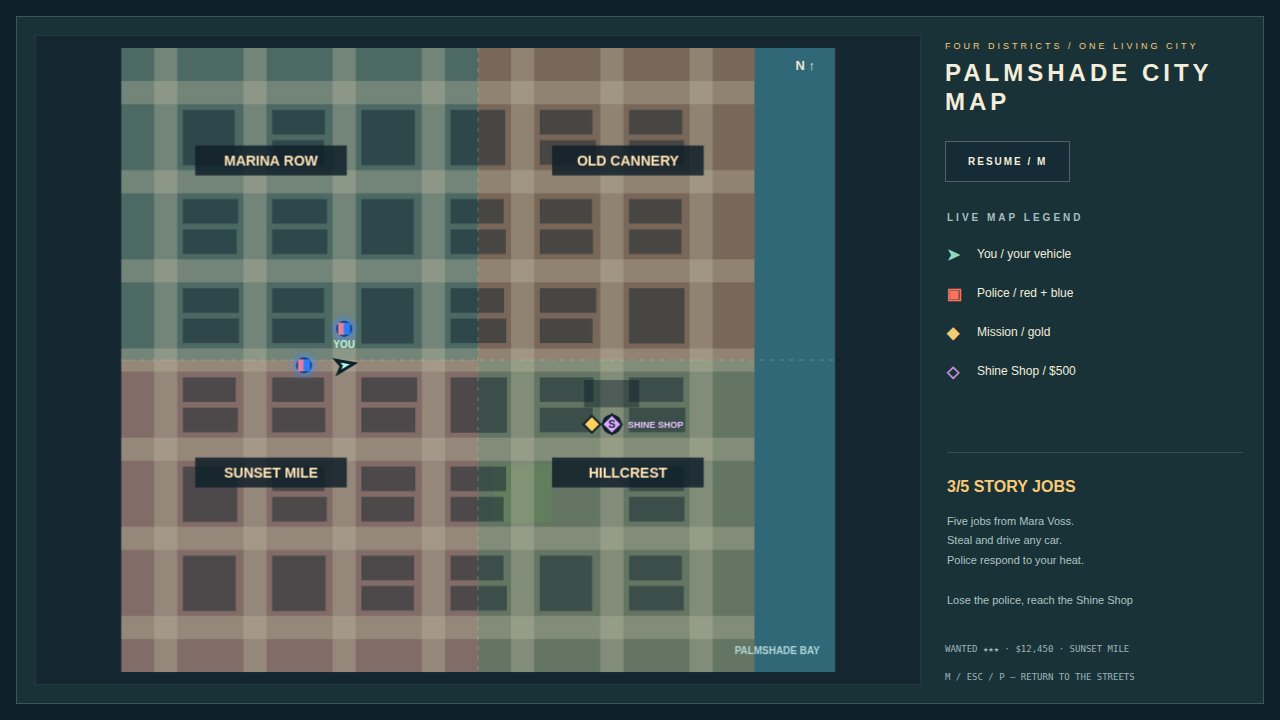 N ↑
MARINA ROW
OLD CANNERY
YOU
S
SHINE SHOP
SUNSET MILE
HILLCREST
PALMSHADE BAY
FOUR DISTRICTS / ONE LIVING CITY
PALMSHADE CITY
MAP
RESUME / M
LIVE MAP LEGEND
You / your vehicle
Police / red + blue
Mission / gold
Shine Shop / $500
3/5 STORY JOBS
Five jobs from Mara Voss.
Steal and drive any car.
Police respond to your heat.
Lose the police, reach the Shine Shop
WANTED ★★★ · $12,450 · SUNSET MILE
M / ESC / P — RETURN TO THE STREETS